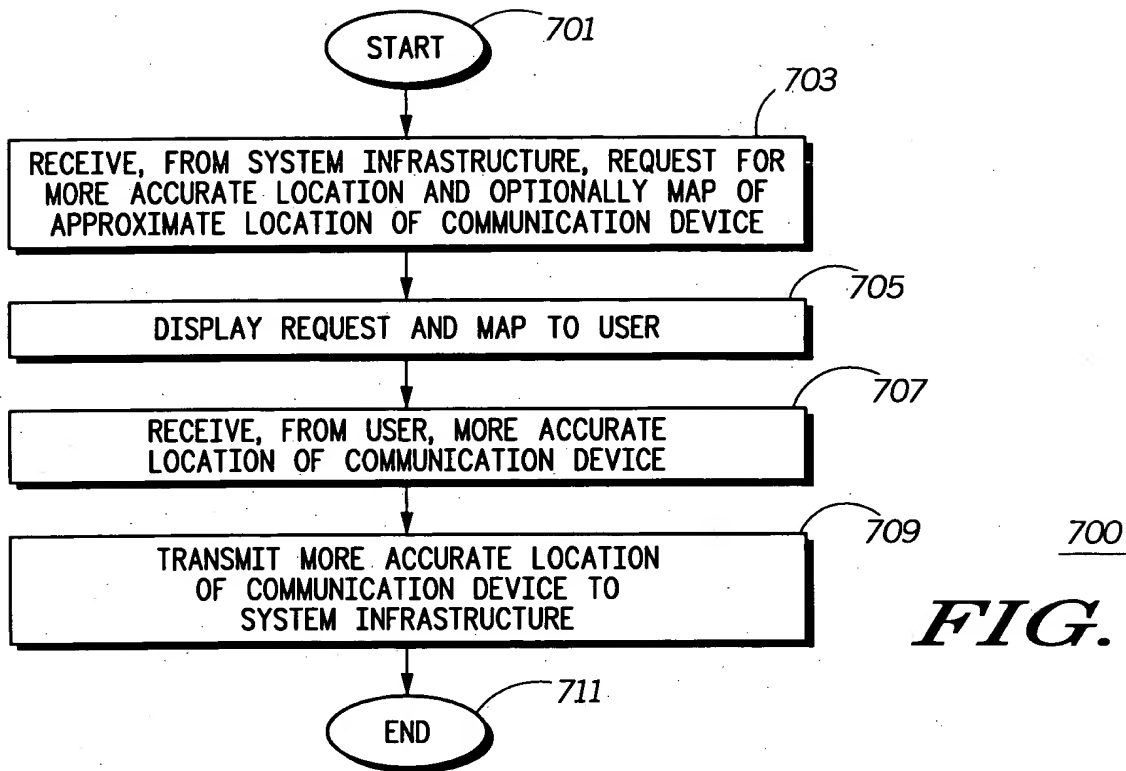 START
701
703
RECEIVE, FROM SYSTEM INFRASTRUCTURE, REQUEST FOR
MORE ACCURATE LOCATION AND OPTIONALLY MAP OF
APPROXIMATE LOCATION OF COMMUNICATION DEVICE
705
DISPLAY REQUEST AND MAP TO USER
707
RECEIVE, FROM USER, MORE ACCURATE
LOCATION OF COMMUNICATION DEVICE
709
TRANSMIT MORE ACCURATE LOCATION
OF COMMUNICATION DEVICE TO
SYSTEM INFRASTRUCTURE
700
FIG.
711
END